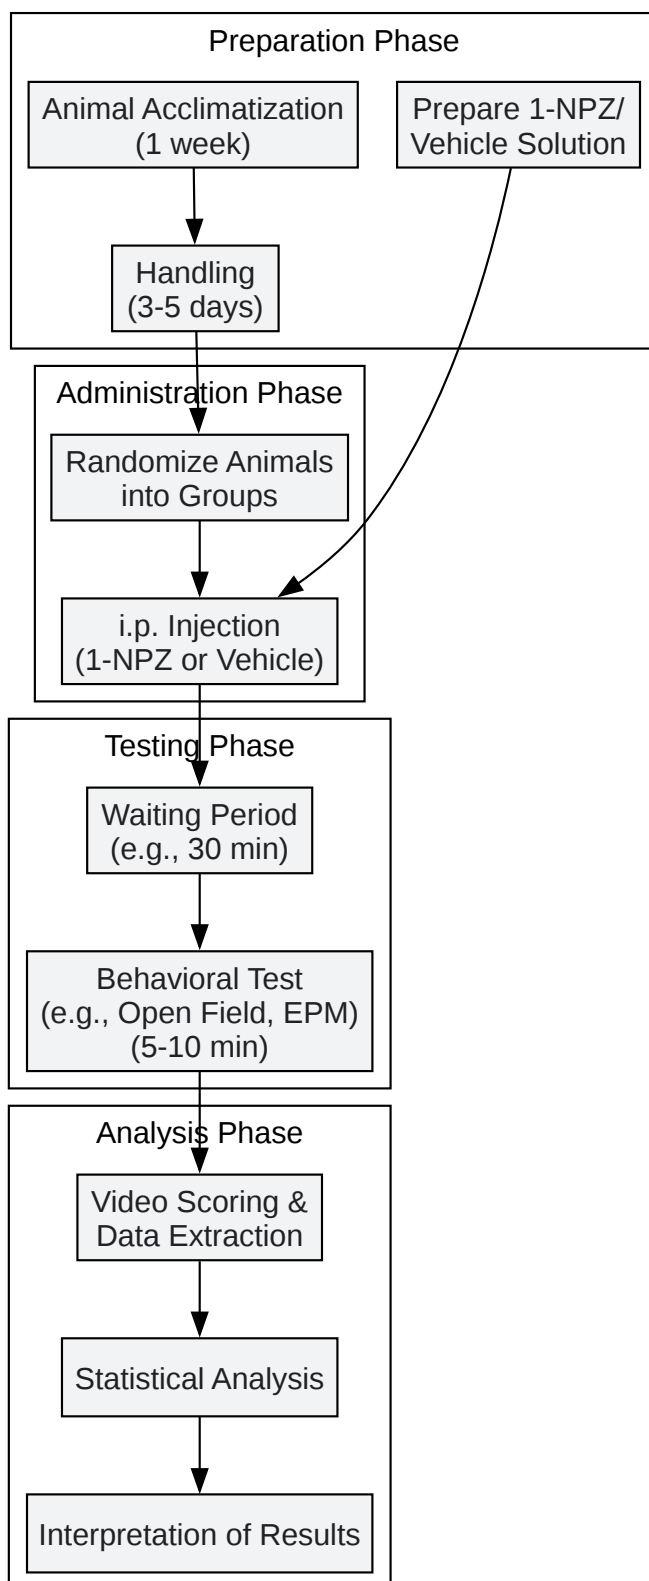 Preparation Phase
Animal Acclimatization
(1 week)
Prepare 1-NPZ/
Vehicle Solution
Handling
(3-5 days)
Administration Phase
Randomize Animals
into Groups
i.p. Injection
(1-NPZ or Vehicle)
Testing Phase
Waiting Period
(e.g., 30 min)
Behavioral Test
(e.g., Open Field, EPM)
(5-10 min)
Analysis Phase
Video Scoring &
Data Extraction
Statistical Analysis
Interpretation of Results